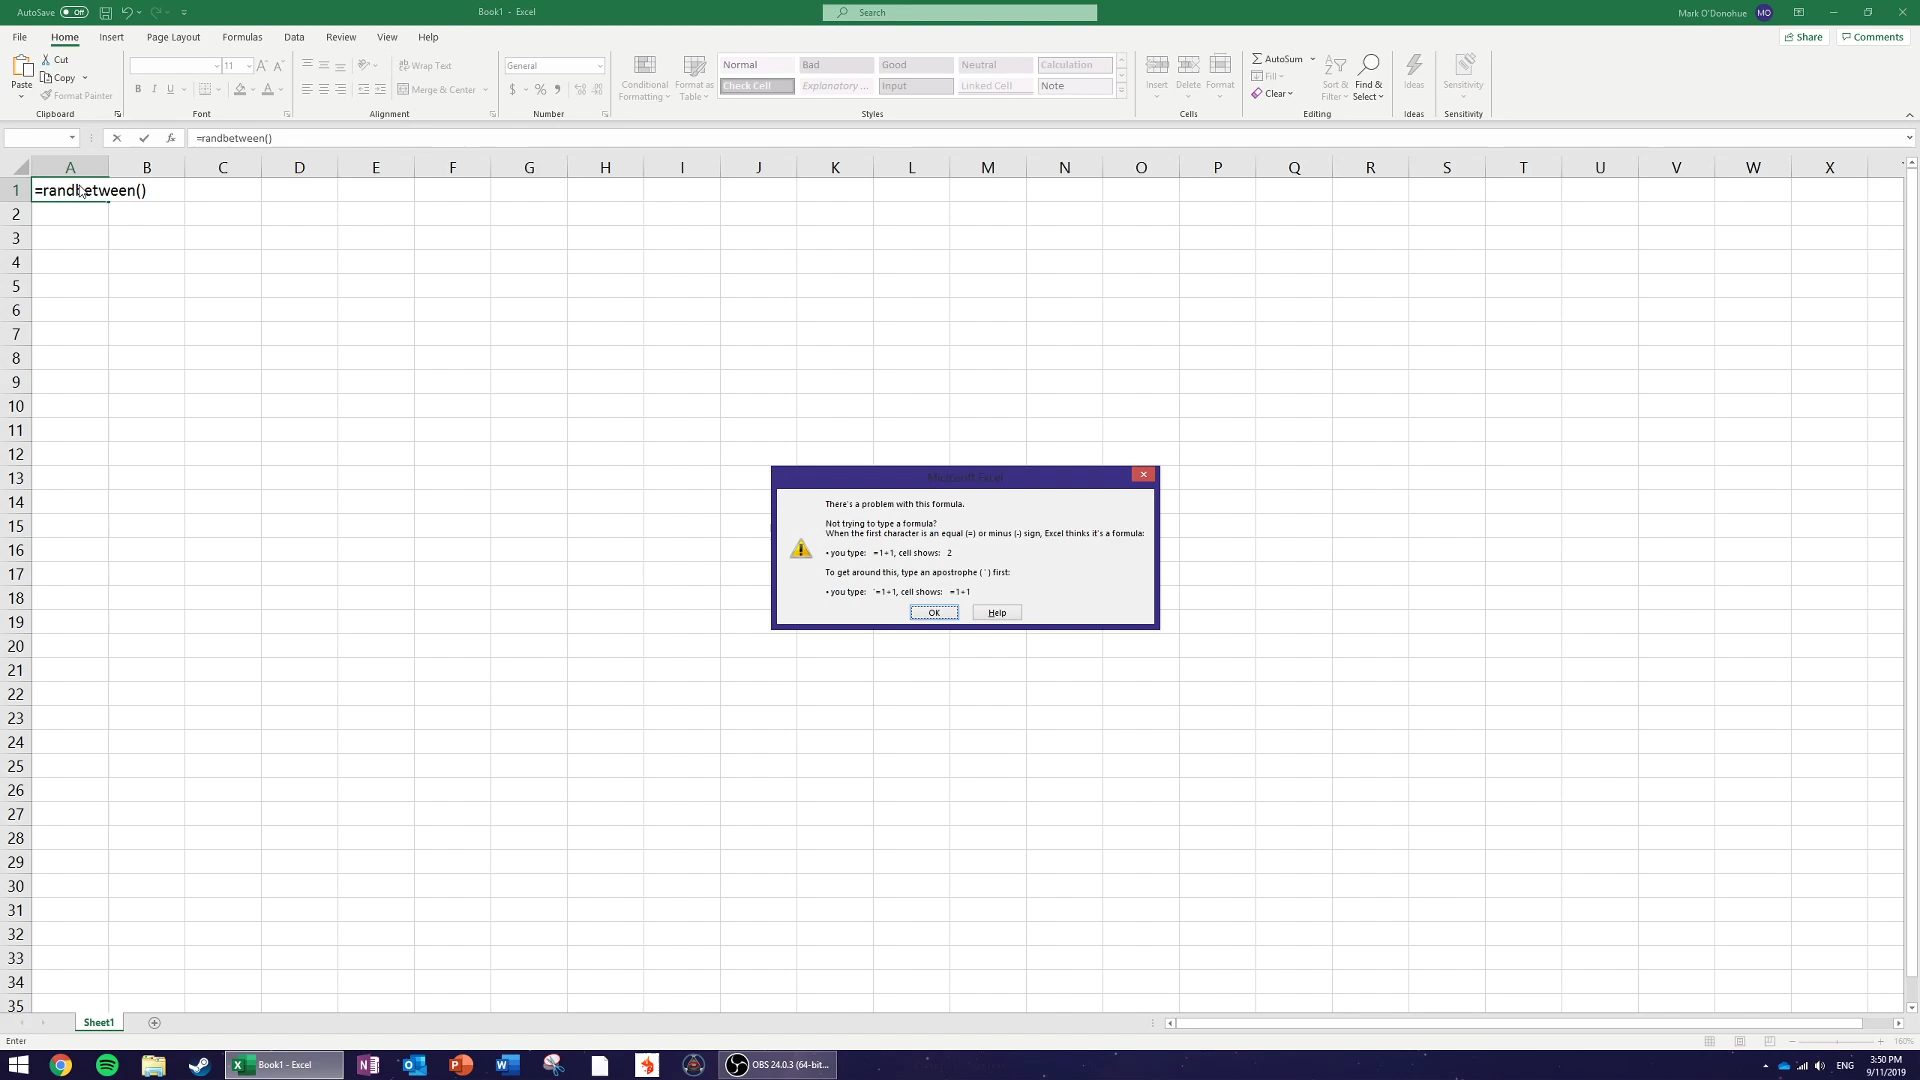 AutoSave Off Book1 - Excel Search Mark O'Donohue MO
File Home Insert Page Layout Formulas Data Review View Help Share Comments
Paste Cut Copy Format Painter
11 A A B I U A
Wrap Text Merge & Center
General $ % 9
Conditional Formatting Format as Table
Normal Bad Good Neutral Calculation
Check Cell Explanatory ... Input Linked Cell Note
Insert Delete Format
AutoSum Fill Clear Sort & Filter Find & Select Ideas Sensitivity
Clipboard Font Alignment Number Styles Cells Editing Ideas Sensitivity
fx =randbetween()
A B C D E F G H I J K L M N O P Q R S T U V W X
1 =randbetween()
2
3
4
5
6
7
8
9
10
11
12
13
14
15
16
17
18
19
20
21
22
23
24
25
26
27
28
29
30
31
32
33
34
35
Microsoft Excel
There's a problem with this formula.
Not trying to type a formula?
When the first character is an equal (=) or minus (-) sign, Excel thinks it's a formula:
• you type: =1+1, cell shows: 2
To get around this, type an apostrophe ( ' ) first:
• you type: '=1+1, cell shows: =1+1
OK Help
Sheet1
Enter 160%
Book1 - Excel OBS 24.0.3 (64-bit... ENG 3:50 PM
9/11/2019